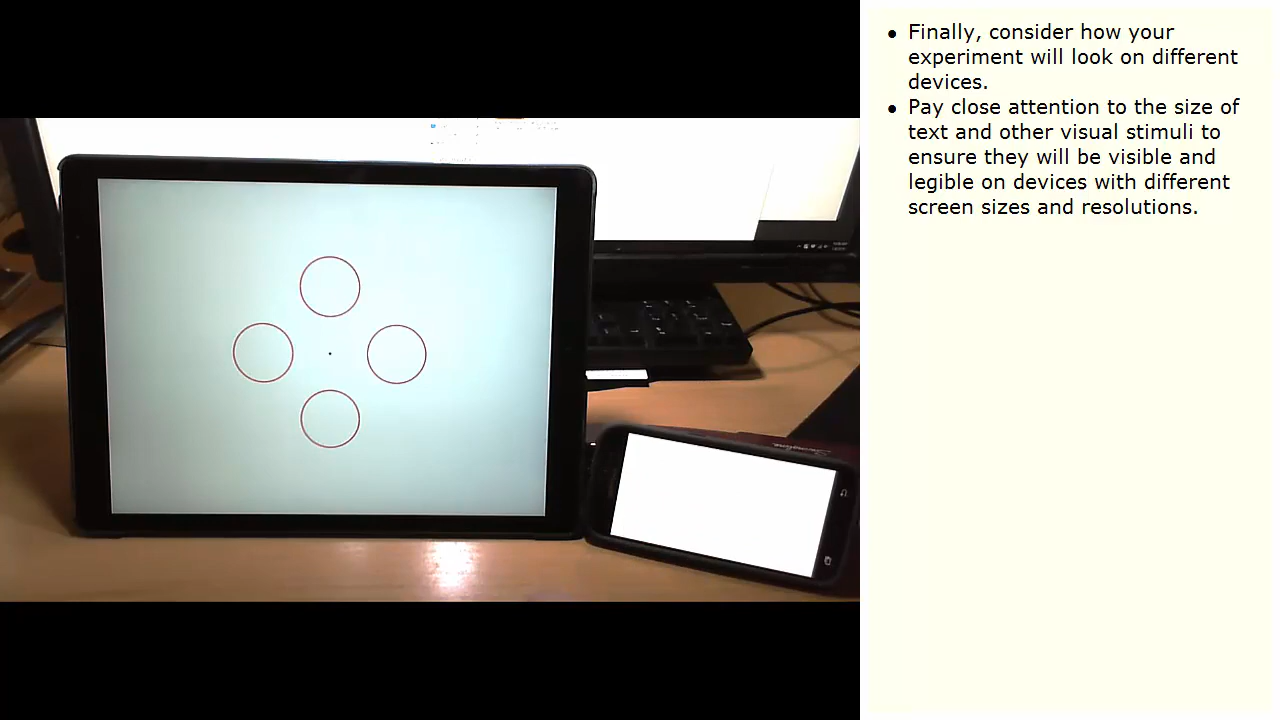 ● Finally, consider how your
experiment will look on different
devices.
● Pay close attention to the size of
text and other visual stimuli to
ensure they will be visible and
legible on devices with different
screen sizes and resolutions.